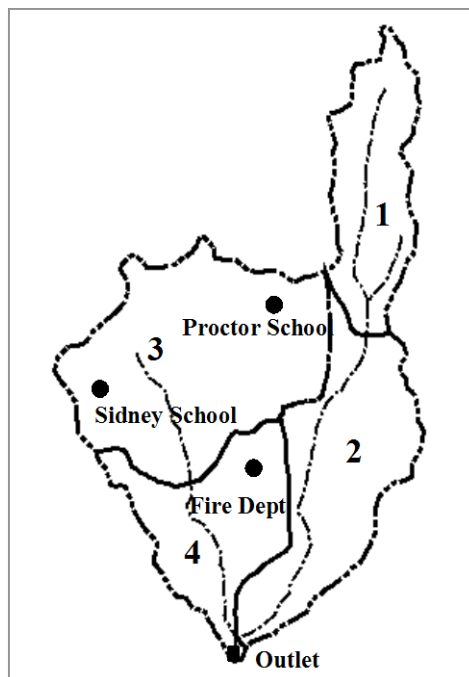 1
Proctor School
3
Sidney School
2
Fire Dept
4
Outlet